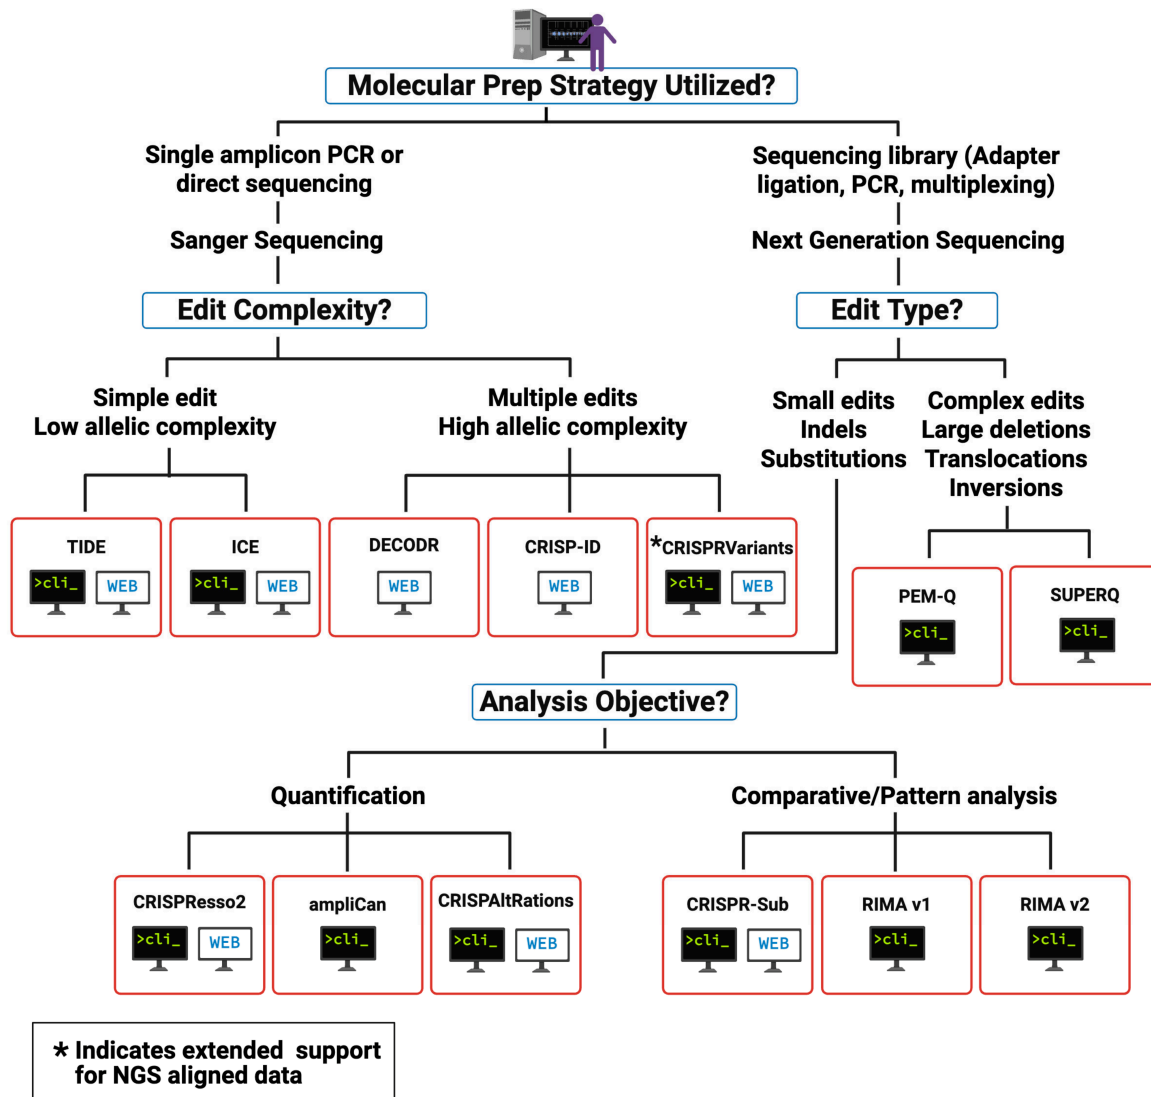 Molecular Prep Strategy Utilized?
Single amplicon PCR or
direct sequencing
Sequencing library (Adapter
ligation, PCR, multiplexing)
Sanger Sequencing
Next Generation Sequencing
Edit Complexity?
Edit Type?
Simple edit
Low allelic complexity
Multiple edits
High allelic complexity
Small edits
Indels
Substitutions
Complex edits
Large deletions
Translocations
Inversions
TIDE
>cli_
WEB
ICE
>cli_
WEB
DECODR
WEB
CRISP-ID
WEB
*CRISPRVariants
>cli_
WEB
PEM-Q
>cli_
SUPERQ
>cli_
Analysis Objective?
Quantification
Comparative/Pattern analysis
CRISPResso2
>cli_
WEB
ampliCan
>cli_
CRISPAltRations
>cli_
WEB
CRISPR-Sub
>cli_
WEB
RIMA v1
>cli_
RIMA v2
>cli_
* Indicates extended support
for NGS aligned data